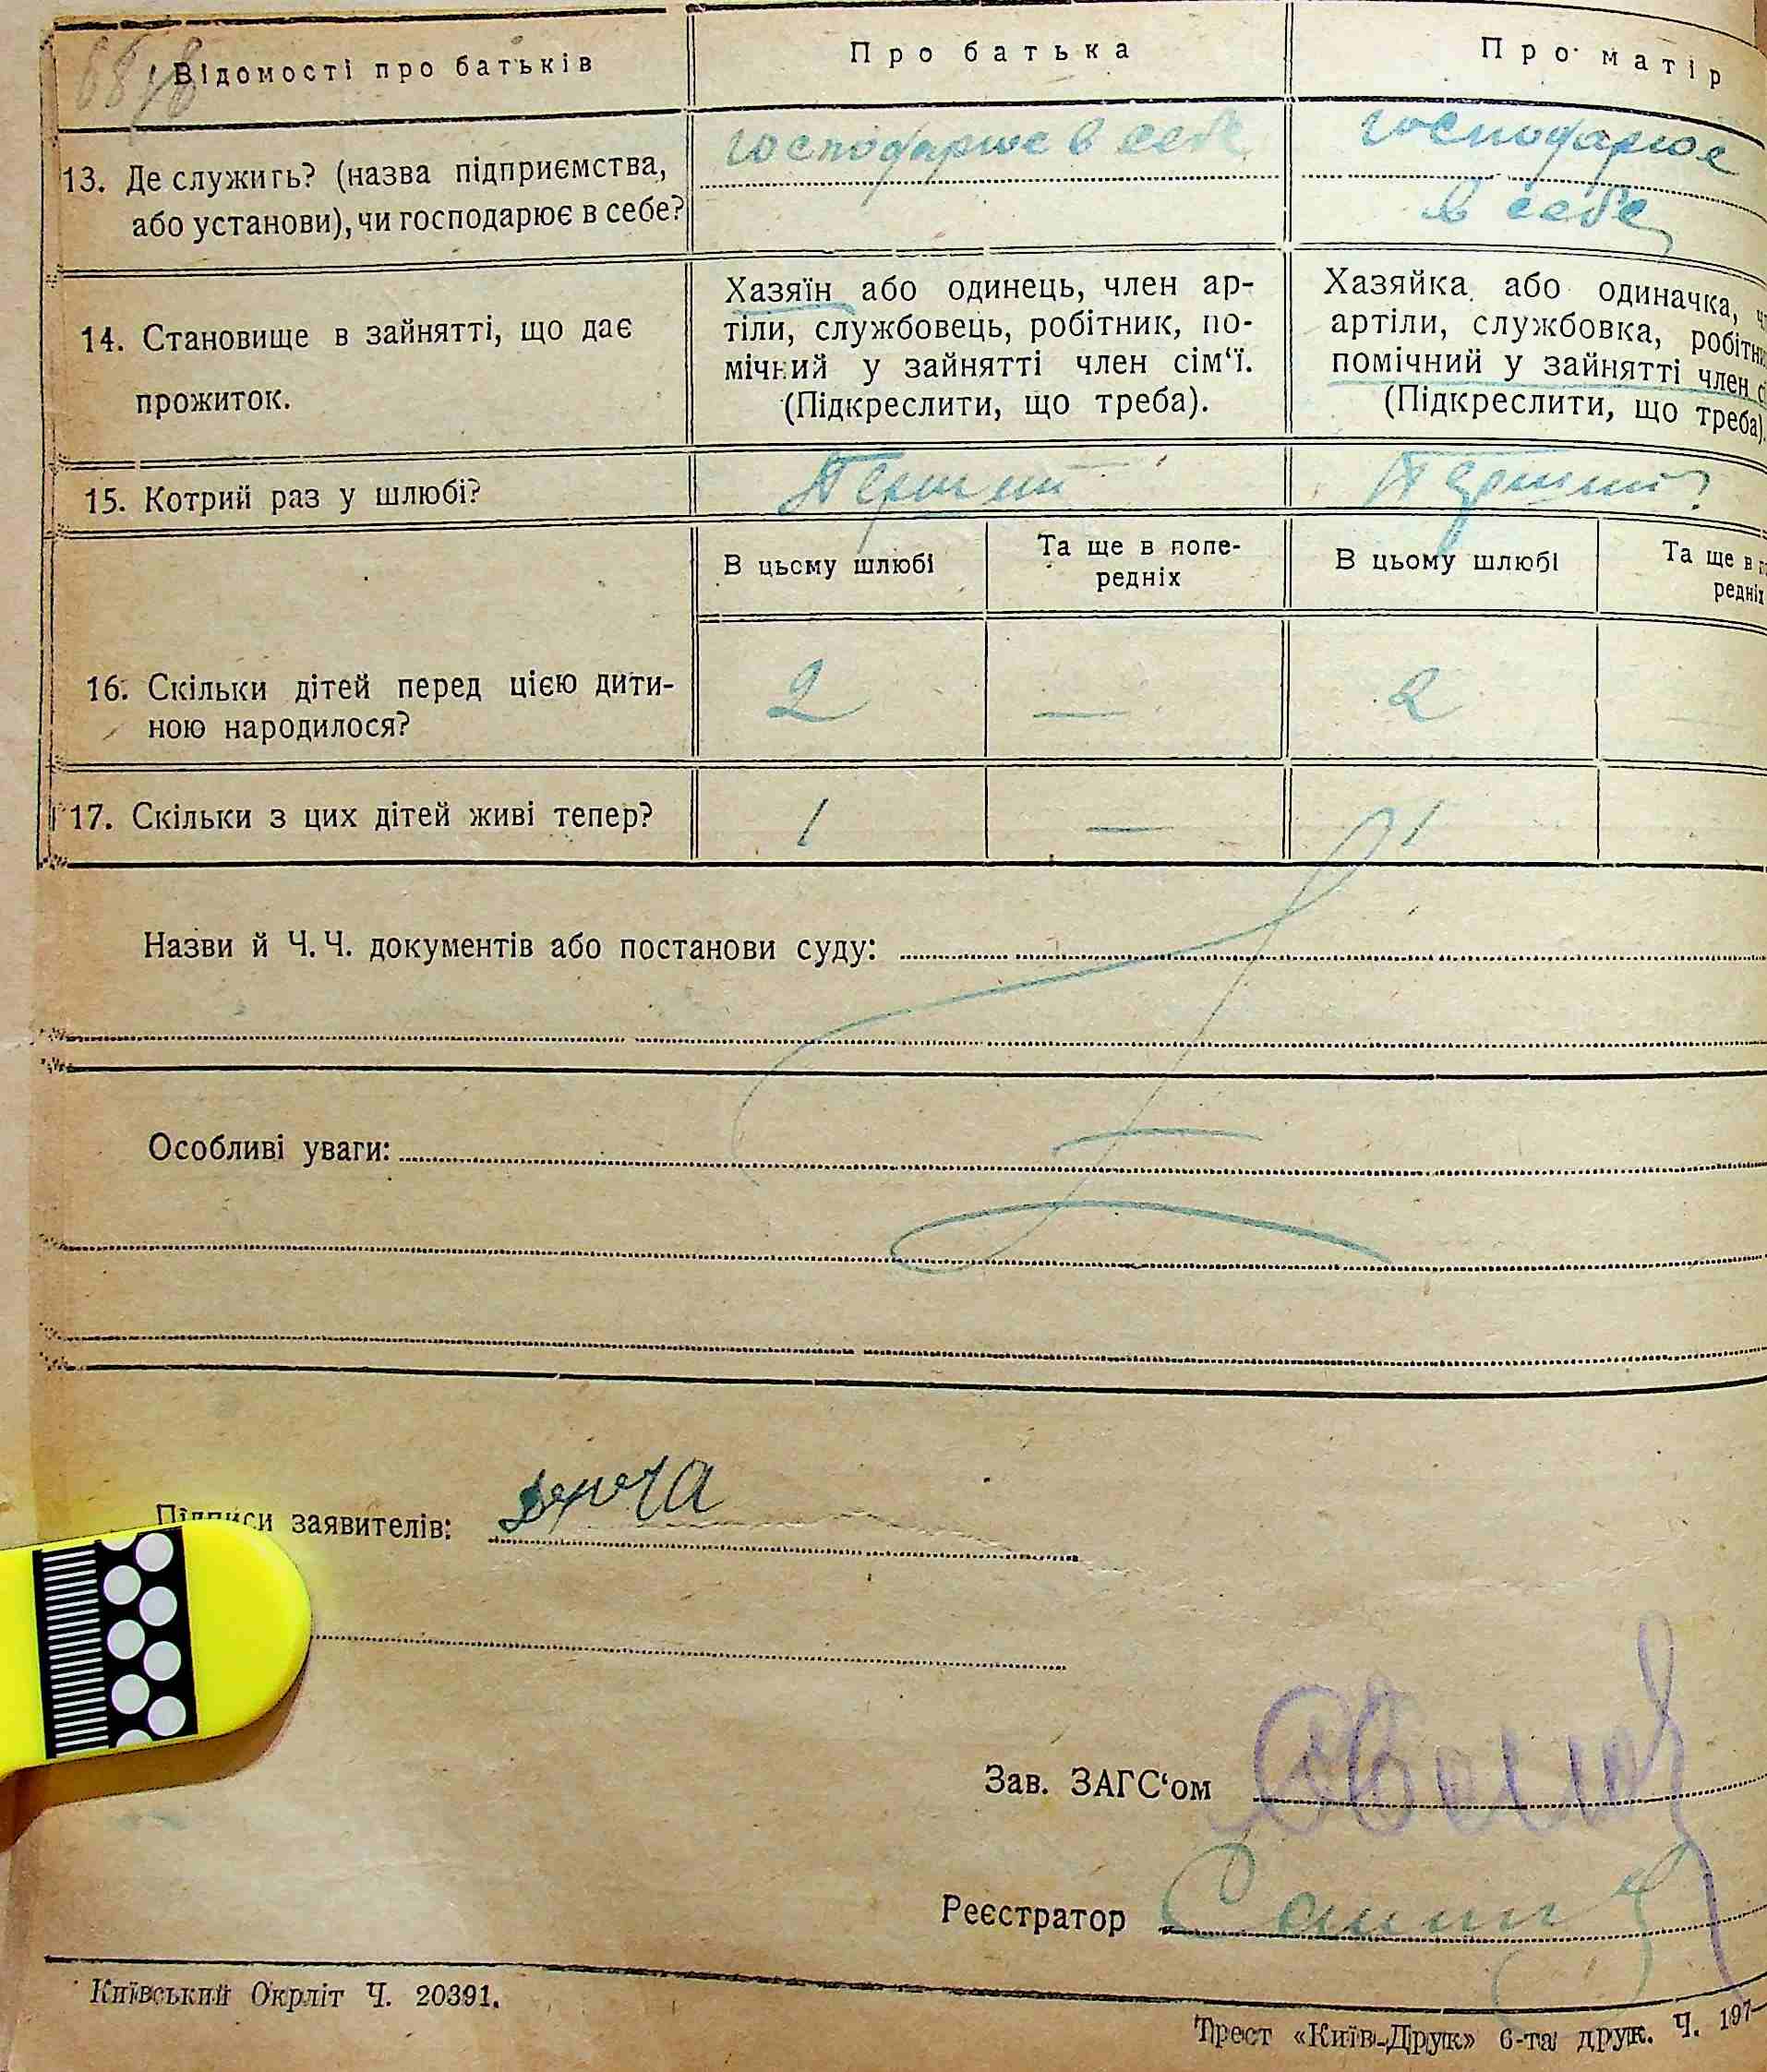 Відомості про батьків
Про батька
Про матір
13. Де служить? (назва підприємства,
або установи), чи господарює в себе?
господарює в себе
господарює
в себе
14. Становище в зайнятті, що дає
прожиток.
Хазяїн або одинець, член ар-
тіли, службовець, робітник, по-
мічний у зайнятті член сім‘ї.
(Підкреслити, що треба).
Хазяйка або одиначка, ч
артіли, службовка, робітн
помічний у зайнятті член с
(Підкреслити, що треба).
15. Котрий раз у шлюбі?
Перший
Перший
В цьому шлюбі
Та ще в попе-
редніх
В цьому шлюбі
Та ще в п
редніх
16. Скільки дітей перед цією дити-
ною народилося?
2
—
2
17. Скільки з цих дітей живі тепер?
1
—
1
Назви й Ч. Ч. документів або постанови суду:
Особливі уваги:
Підписи заявителів:
Зав. ЗАГС‘ом
Реєстратор
Київський Окрліт Ч. 20391.
Трест «Київ-Друк» 6-та друк. Ч. 197—